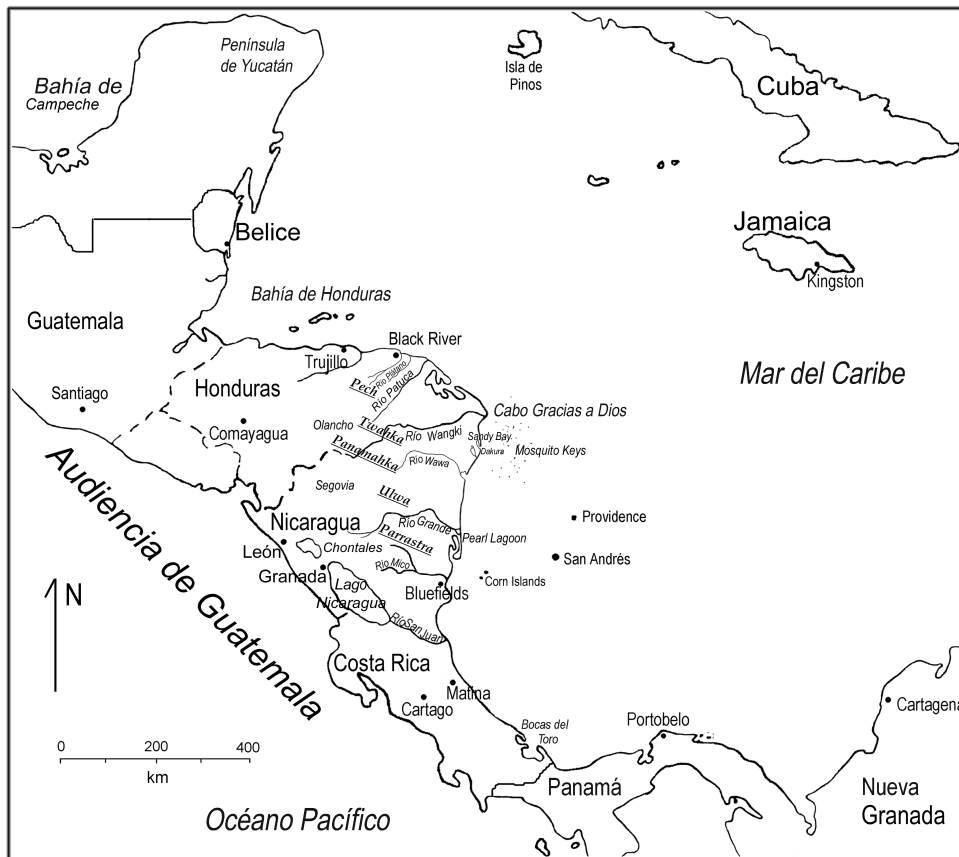 Península
de Yucatán
Bahía de
Campeche
Isla de
Pinos
Cuba
Belice
Jamaica
Kingston
Bahía de Honduras
Guatemala
Black River
Trujillo
Río Plátano
Pech
Río Patuca
Mar del Caribe
Honduras
Santiago
Comayagua
Olancho
Cabo Gracias a Dios
Twahka
Río Wangki
Sandy Bay
Dakura
Mosquito Keys
Panamahka
Río Wawa
Segovia
Ulwa
Audiencia de Guatemala
Nicaragua
Río Grande
Parrastra
Pearl Lagoon
Providence
León
Chontales
San Andrés
Granada
Río Mico
Corn Islands
Lago
Nicaragua
Bluefields
N
Río San Juan
Costa Rica
Matina
Cartago
Cartagena
Bocas del
Toro
Portobelo
0 200 400
km
Panamá
Nueva
Granada
Océano Pacífico